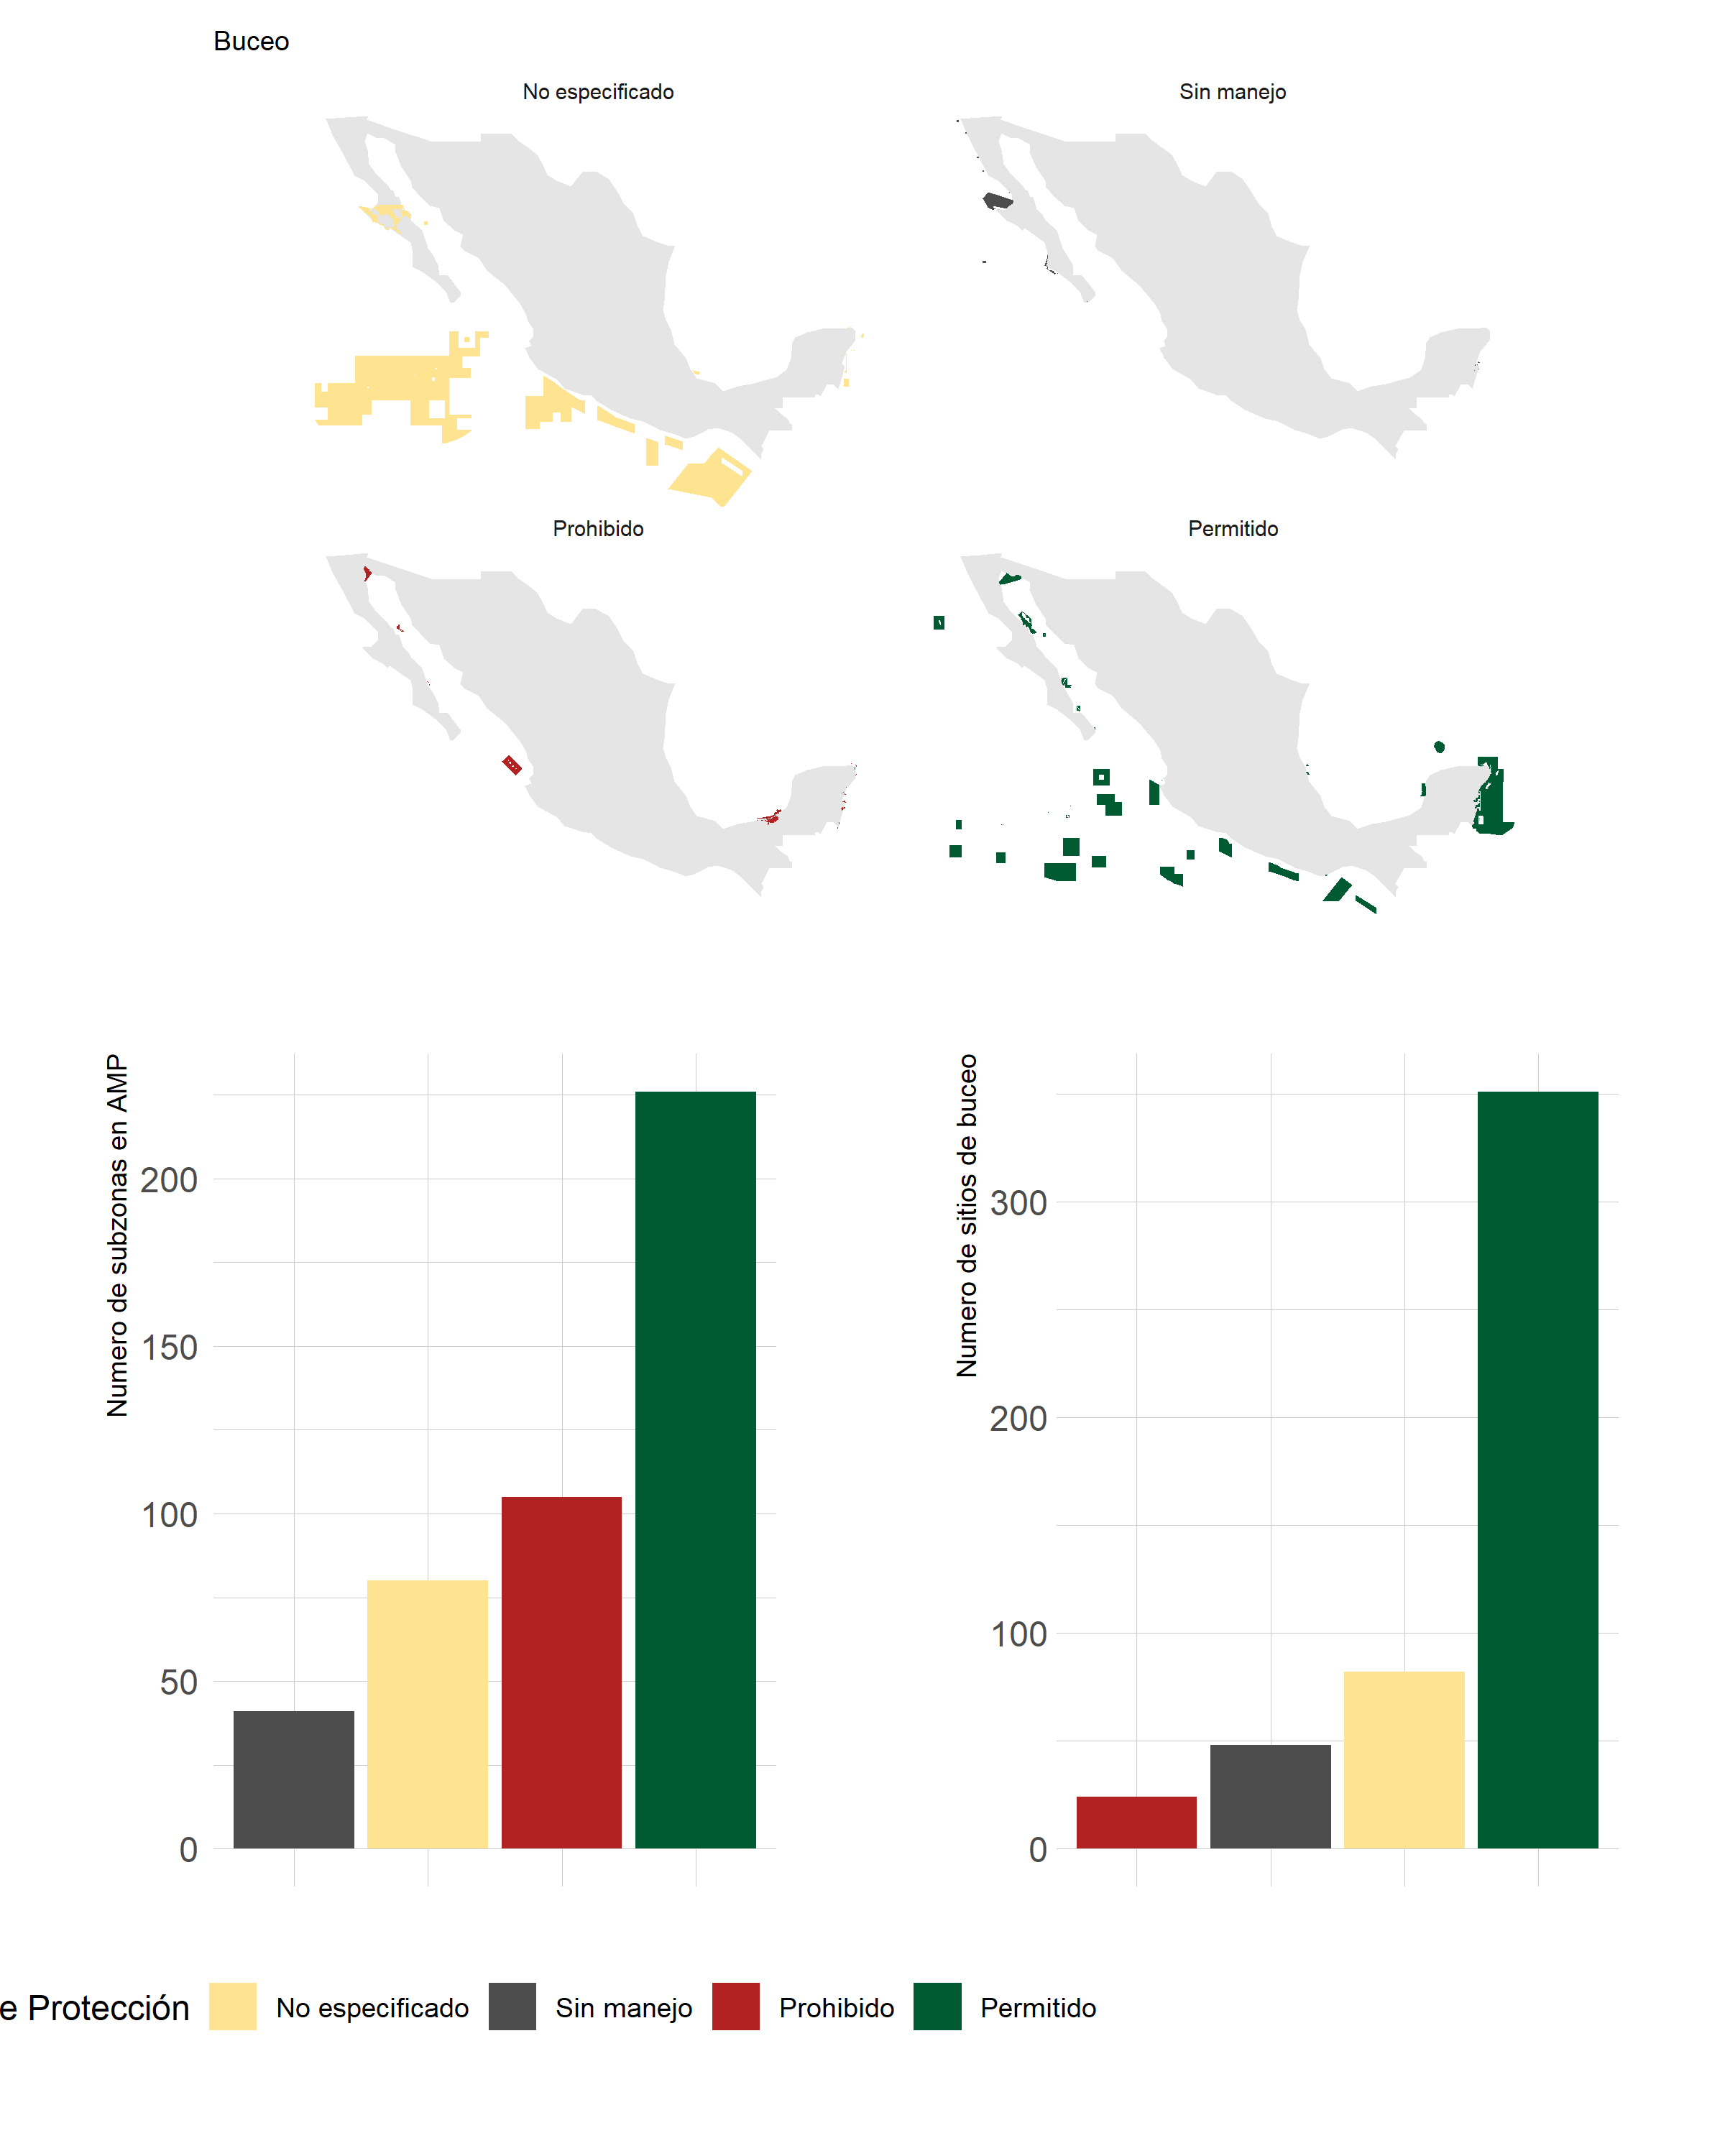 Buceo
No especificado
Sin manejo
Prohibido
Permitido
Numero de subzonas en AMP
200
150
100
50
0
Numero de sitios de buceo
300
200
100
0
e Protección
No especificado
Sin manejo
Prohibido
Permitido